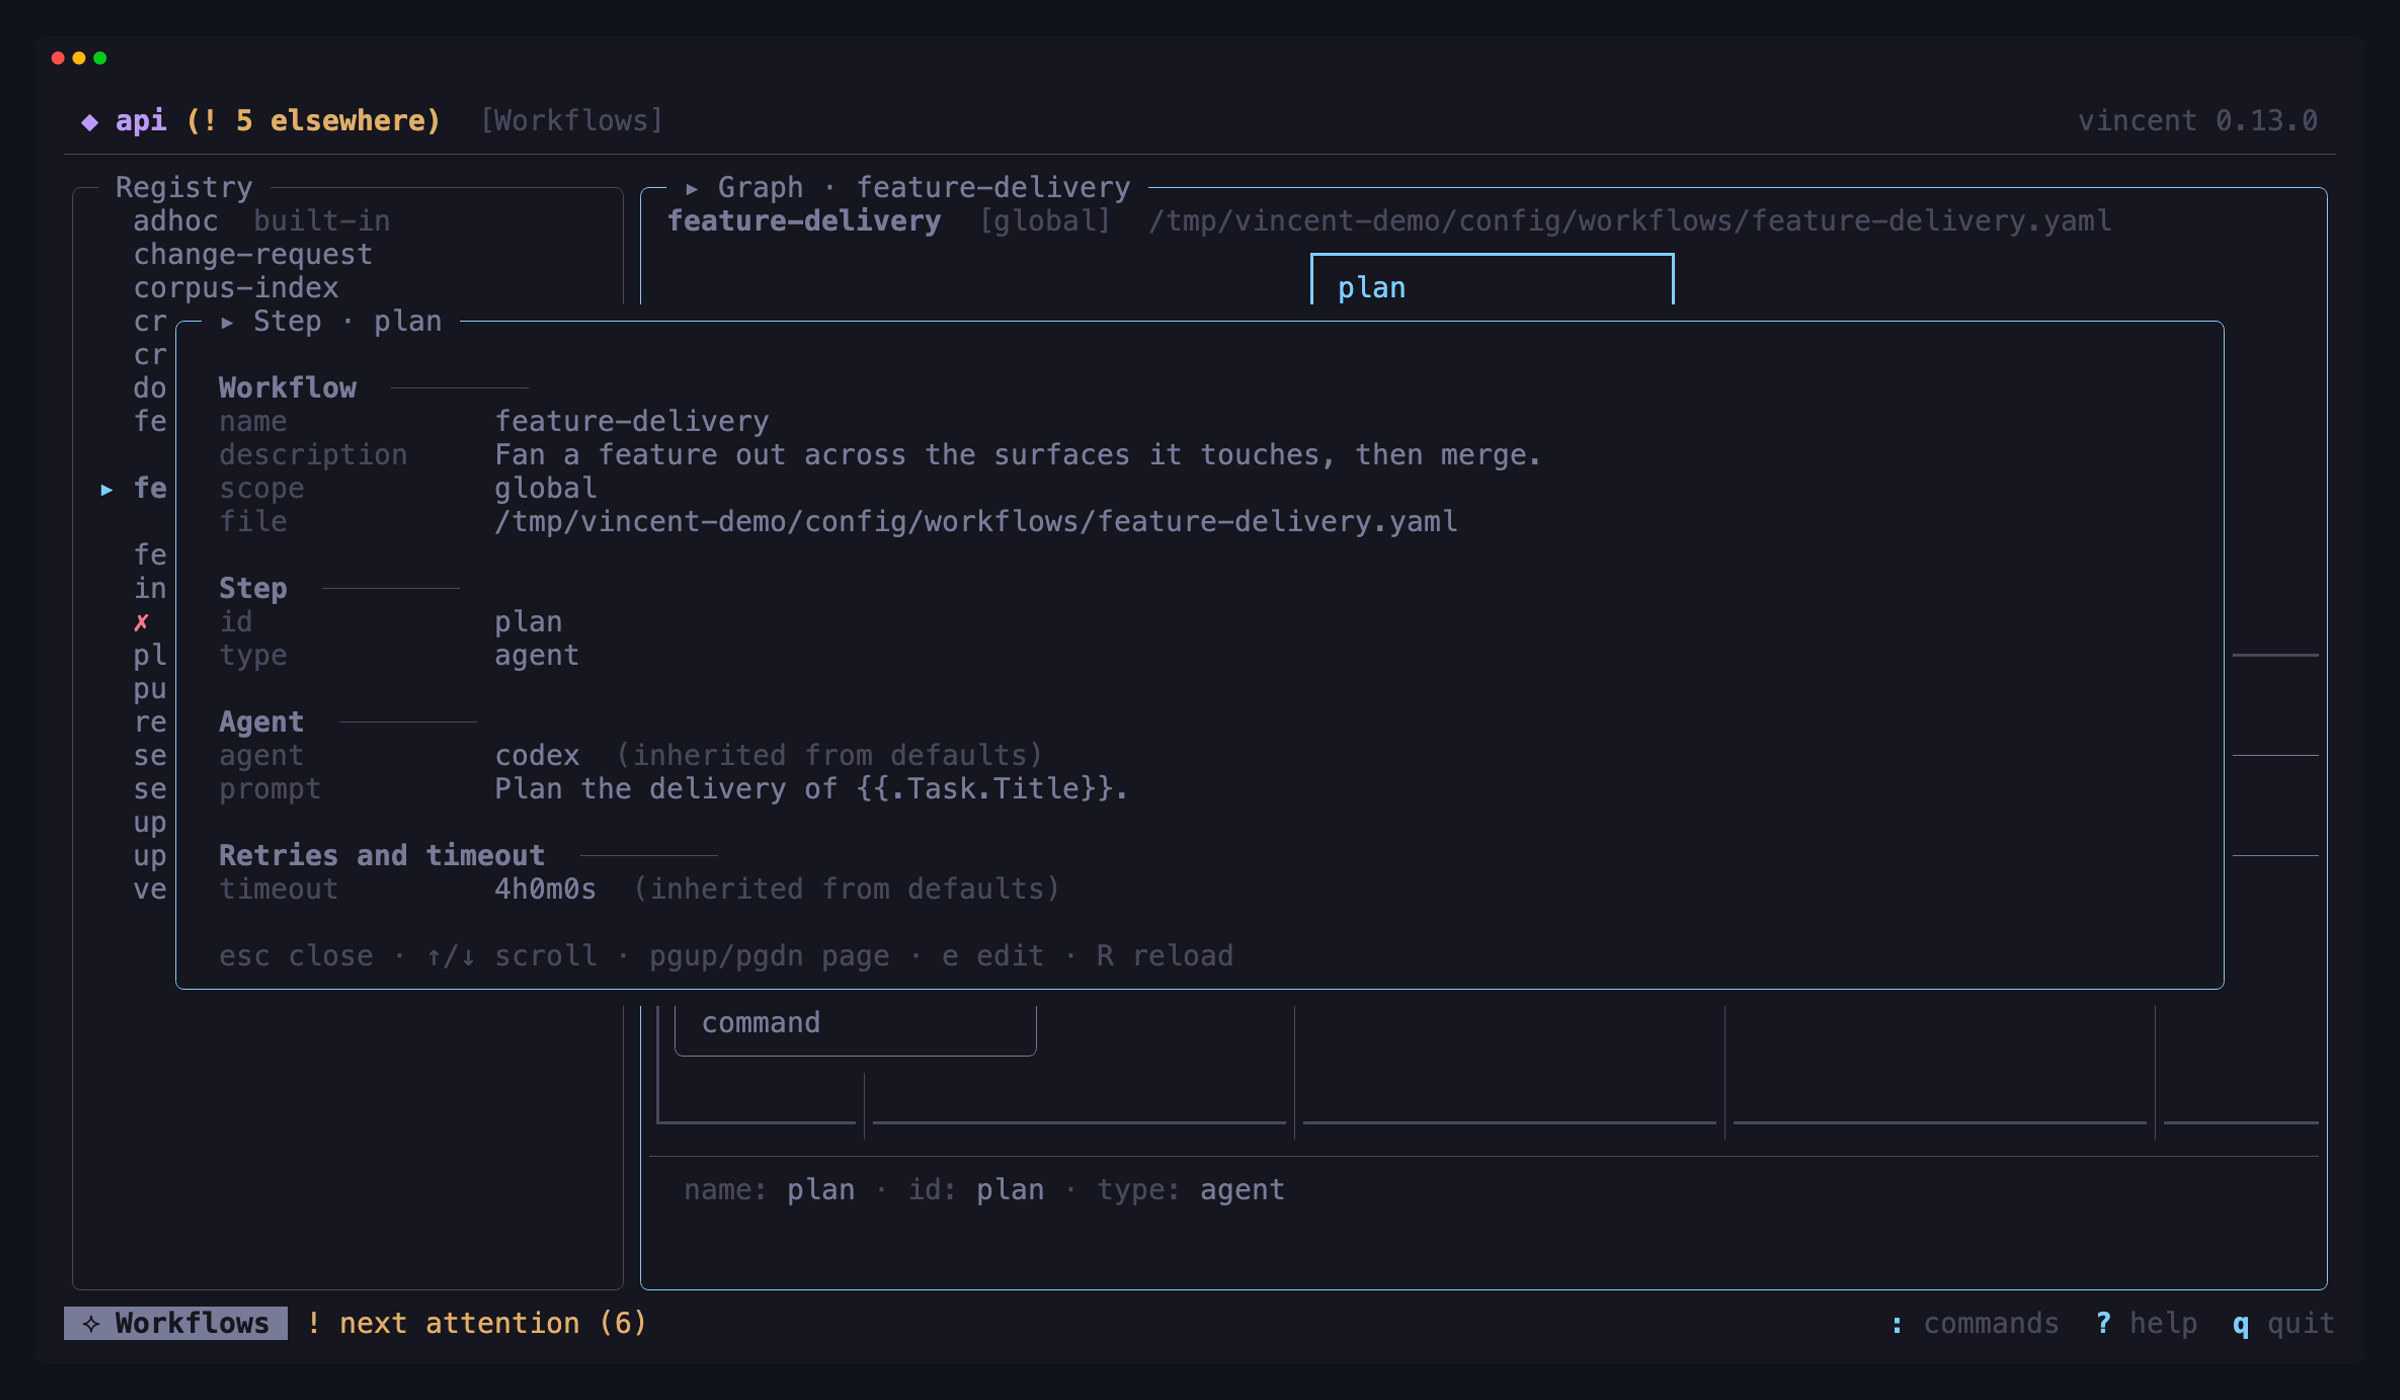 ◆ api (! 5 elsewhere) [Workflows] vincent 0.13.0
Registry
adhoc built-in
change-request
corpus-index
cr
cr
do
fe
▸ fe
fe
in
✗
pl
pu
re
se
se
up
up
ve
▸ Graph · feature-delivery
feature-delivery [global] /tmp/vincent-demo/config/workflows/feature-delivery.yaml
plan
▸ Step · plan
Workflow
name feature-delivery
description Fan a feature out across the surfaces it touches, then merge.
scope global
file /tmp/vincent-demo/config/workflows/feature-delivery.yaml
Step
id plan
type agent
Agent
agent codex (inherited from defaults)
prompt Plan the delivery of {{.Task.Title}}.
Retries and timeout
timeout 4h0m0s (inherited from defaults)
esc close · ↑/↓ scroll · pgup/pgdn page · e edit · R reload
command
name: plan · id: plan · type: agent
✧ Workflows ! next attention (6) : commands ? help q quit